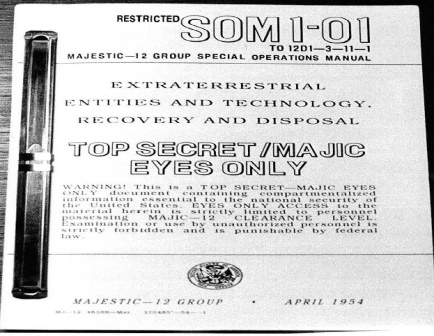 RESTRICTED
SOM1-01
TO 12D1-3-11-1
MAJESTIC-12 GROUP SPECIAL OPERATIONS MANUAL
EXTRATERRESTRIAL
ENTITIES AND TECHNOLOGY,
RECOVERY AND DISPOSAL
TOP SECRET/MAJIC
EYES ONLY
WARNING! This is a TOP SECRET—MAJIC EYES
ONLY document containing compartmentalized
information essential to the national security of
the United States. EYES ONLY ACCESS to the
material herein is strictly limited to personnel
possessing MAJIC-12 CLEARANCE LEVEL.
Examination or use by unauthorized personnel is
strictly forbidden and is punishable by federal
law.
MAJESTIC-12 GROUP • APRIL 1954